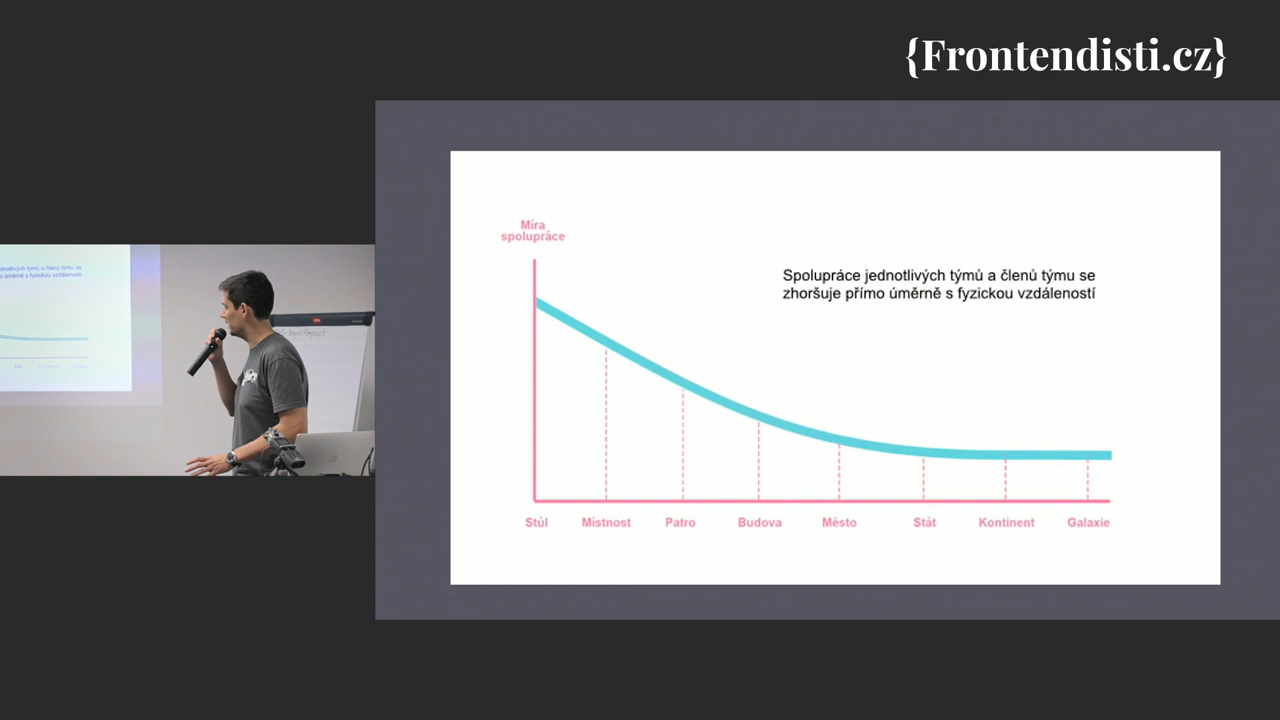 {Frontendisti.cz}
Míra
spolupráce
Spolupráce jednotlivých týmů a členů týmu se
zhoršuje přímo úměrně s fyzickou vzdáleností
Stůl Místnost Patro Budova Město Stát Kontinent Galaxie